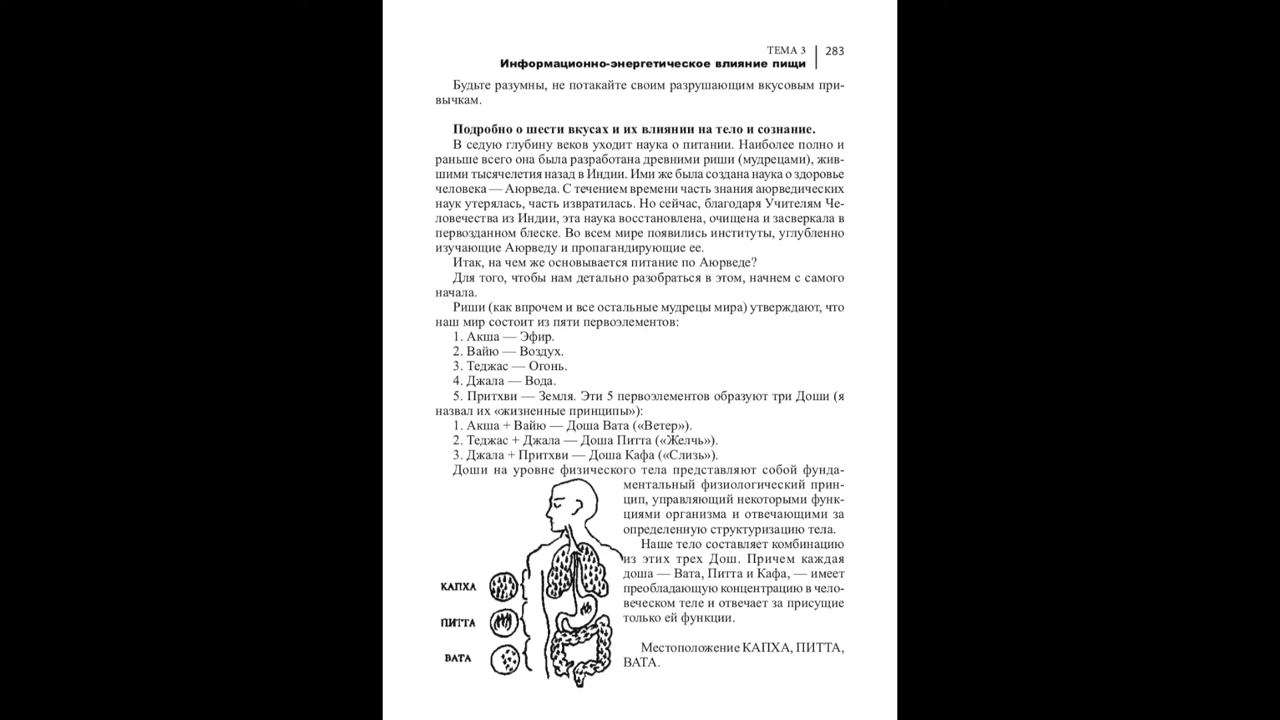 ТЕМА 3
283
Информационно-энергетическое влияние пищи
Будьте разумны, не потакайте своим разрушающим вкусовым при-
вычкам.
Подробно о шести вкусах и их влиянии на тело и сознание.
В седую глубину веков уходит наука о питании. Наиболее полно и
раньше всего она была разработана древними риши (мудрецами), жив-
шими тысячелетия назад в Индии. Ими же была создана наука о здоровье
человека — Аюрведа. С течением времени часть знания аюрведических
наук утерялась, часть извратилась. Но сейчас, благодаря Учителям Че-
ловечества из Индии, эта наука восстановлена, очищена и засверкала в
первозданном блеске. Во всем мире появились институты, углубленно
изучающие Аюрведу и пропагандирующие ее.
Итак, на чем же основывается питание по Аюрведе?
Для того, чтобы нам детально разобраться в этом, начнем с самого
начала.
Риши (как впрочем и все остальные мудрецы мира) утверждают, что
наш мир состоит из пяти первоэлементов:
1. Акша — Эфир.
2. Вайю — Воздух.
3. Теджас — Огонь.
4. Джала — Вода.
5. Притхви — Земля. Эти 5 первоэлементов образуют три Доши (я
назвал их «жизненные принципы»):
1. Акша + Вайю — Доша Вата («Ветер»).
2. Теджас + Джала — Доша Питта («Желчь»).
3. Джала + Притхви — Доша Кафа («Слизь»).
Доши на уровне физического тела представляют собой фунда-
ментальный физиологический прин-
цип, управляющий некоторыми функ-
циями организма и отвечающими за
определенную структуризацию тела.
Наше тело составляет комбинацию
из этих трех Дош. Причем каждая
доша — Вата, Питта и Кафа, — имеет
преобладающую концентрацию в чело-
веческом теле и отвечает за присущие
только ей функции.
КАПХА
ПИТТА
ВАТА
Местоположение КАПХА, ПИТТА,
ВАТА.